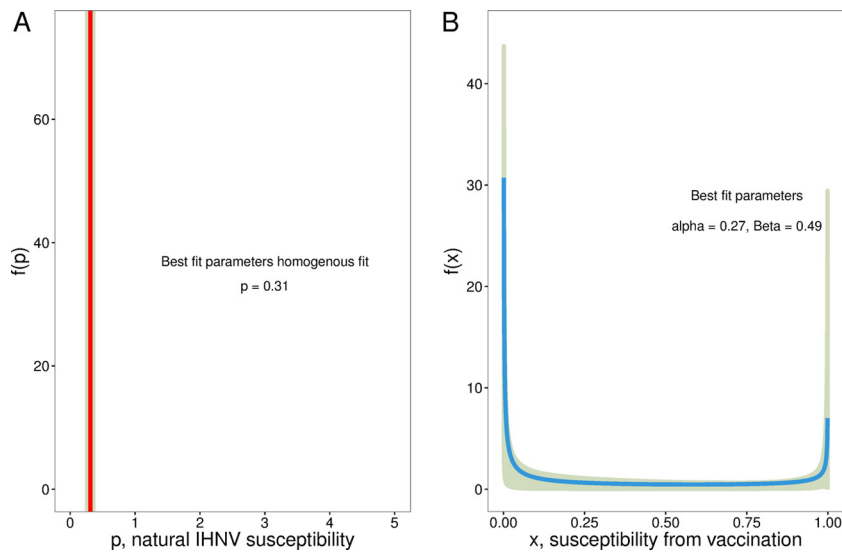 A
f(p)
60
40
20
0
Best fit parameters homogenous fit
p = 0.31
0 1 2 3 4 5
p, natural IHNV susceptibility
B
f(x)
40
30
20
10
0
Best fit parameters
alpha = 0.27, Beta = 0.49
0.00 0.25 0.50 0.75 1.00
x, susceptibility from vaccination